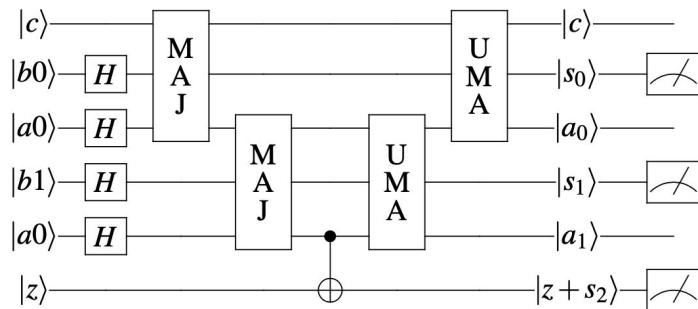 |c⟩ M A J U M A |c⟩
|b0⟩ H |s₀⟩
|a0⟩ H M A J U M A |a₀⟩
|b1⟩ H |s₁⟩
|a0⟩ H |a₁⟩
|z⟩ |z + s₂⟩